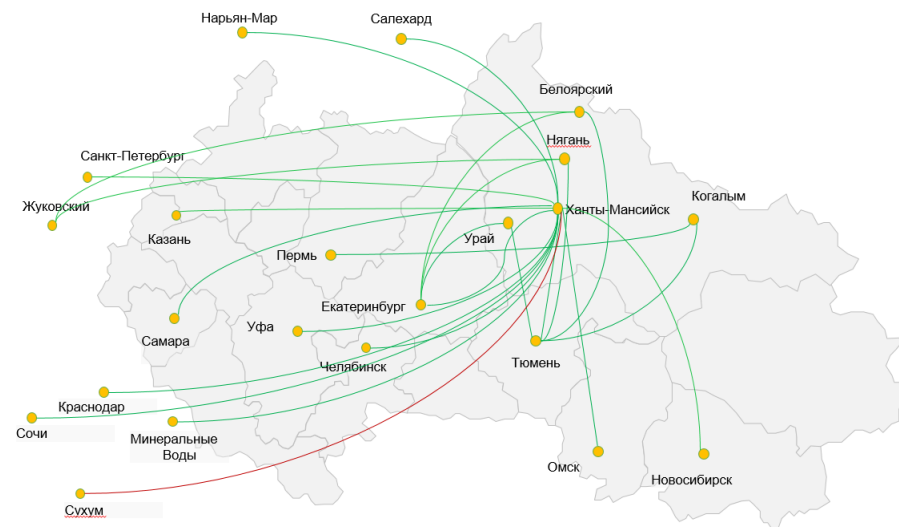 Нарьян-Мар
Салехард
Белоярский
Нягань
Санкт-Петербург
Когалым
Жуковский
Ханты-Мансийск
Казань
Урай
Пермь
Екатеринбург
Уфа
Самара
Челябинск
Тюмень
Краснодар
Сочи
Минеральные
Воды
Омск
Новосибирск
Сухум